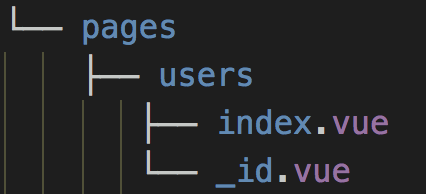 └── pages
├── users
├── index.vue
└── _id.vue